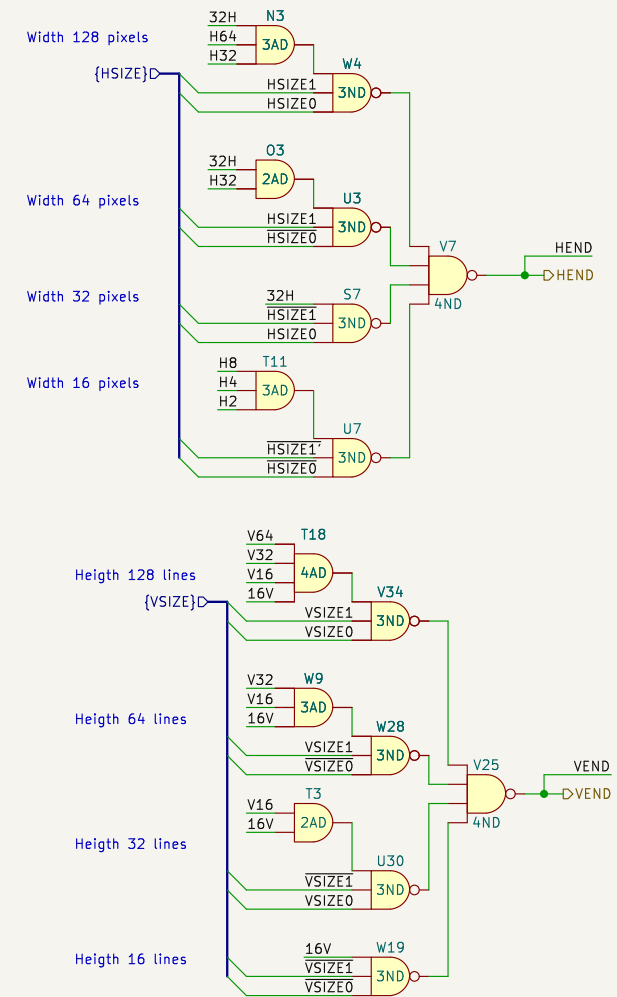 32H N3
Width 128 pixels H64 3AD
H32 W4
{HSIZE}
HSIZE1 3ND
HSIZE0
O3
32H
H32 2AD
Width 64 pixels U3
HSIZE1 3ND
HSIZE0
V7
HEND
HEND
4ND
Width 32 pixels 32H S7
HSIZE1 3ND
HSIZE0
H8 T11
Width 16 pixels H4 3AD
H2
U7
HSIZE1' 3ND
HSIZE0
V64 T18
V32
Heigth 128 lines V16 4AD
16V V34
{VSIZE}
VSIZE1 3ND
VSIZE0
V32 W9
V16 3AD
Heigth 64 lines 16V W28
VSIZE1 3ND
VSIZE0
V25
VEND
VEND
4ND
T3
V16
16V 2AD
Heigth 32 lines
U30
VSIZE1 3ND
VSIZE0
16V W19
Heigth 16 lines VSIZE1 3ND
VSIZE0